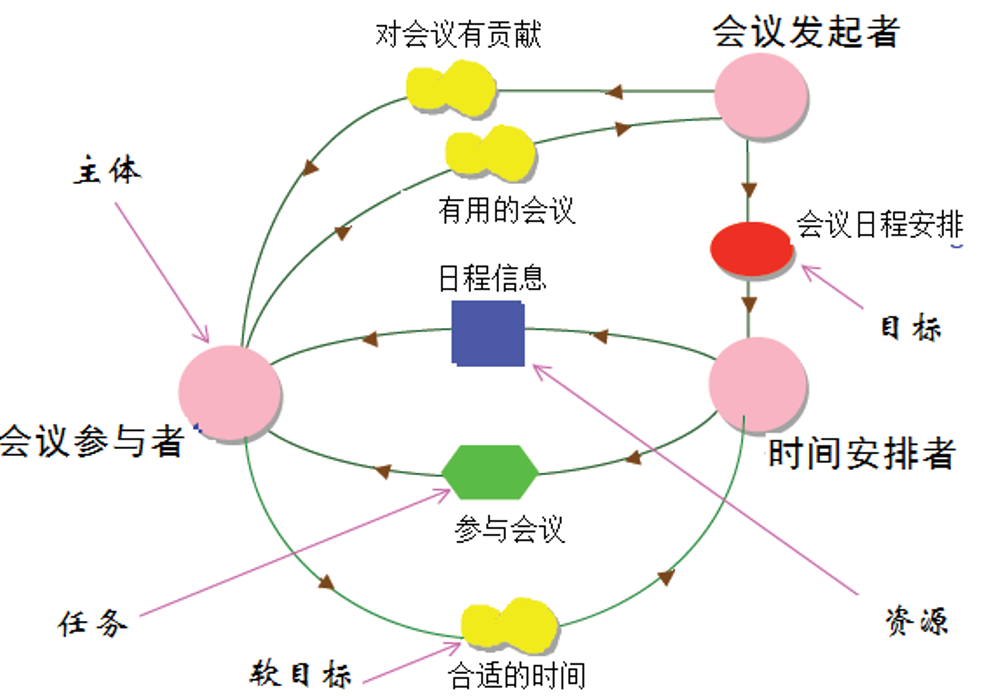 对会议有贡献
会议发起者
主体
有用的会议
会议日程安排
日程信息
目标
会议参与者
时间安排者
参与会议
任务
资源
软目标
合适的时间